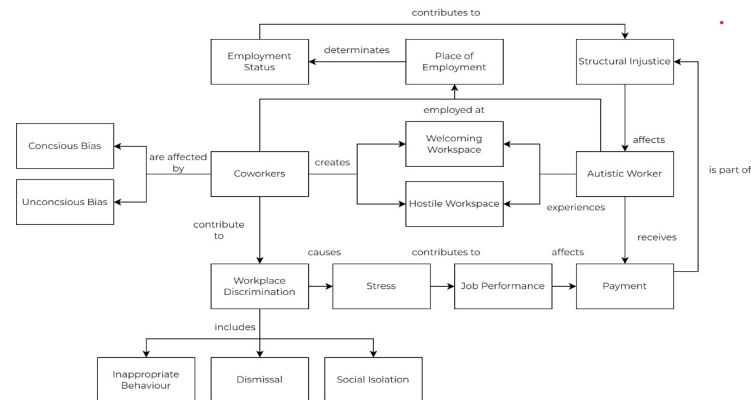 contributes to
Employment
Status
determinates
Place of
Employment
Structural Injustice
employed at
affects
is part of
Concsious Bias
Unconcsious Bias
are affected
by
Coworkers
creates
Welcoming
Workspace
Hostile Workspace
Autistic Worker
experiences
contribute
to
receives
causes
contributes to
affects
Workplace
Discrimination
Stress
Job Performance
Payment
includes
Inappropriate
Behaviour
Dismissal
Social Isolation